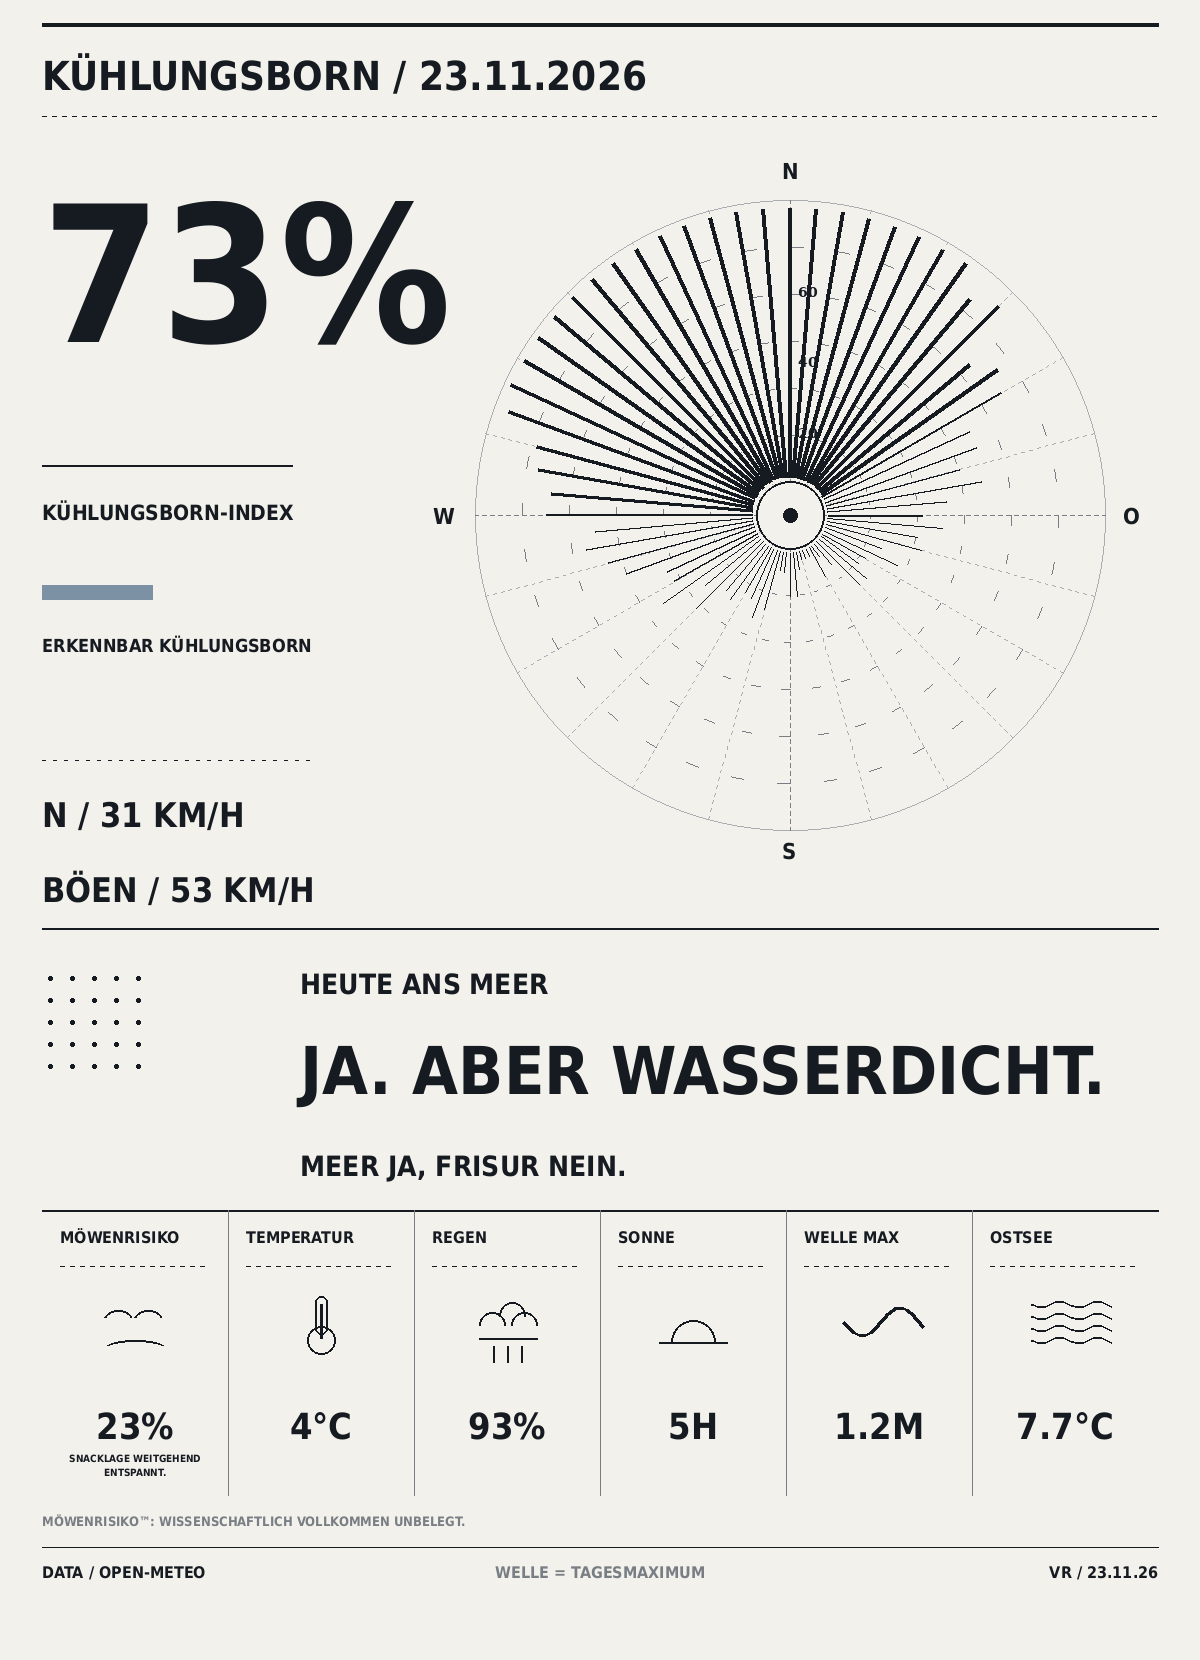 KÜHLUNGSBORN / 23.11.2026
73%
KÜHLUNGSBORN-INDEX
ERKENNBAR KÜHLUNGSBORN
N / 31 KM/H
BÖEN / 53 KM/H
N
60
40
20
W
O
S
HEUTE ANS MEER
JA. ABER WASSERDICHT.
MEER JA, FRISUR NEIN.
MÖWENRISIKO
23%
SNACKLAGE WEITGEHEND
ENTSPANNT.
TEMPERATUR
4°C
REGEN
93%
SONNE
5H
WELLE MAX
1.2M
OSTSEE
7.7°C
MÖWENRISIKO™: WISSENSCHAFTLICH VOLLKOMMEN UNBELEGT.
DATA / OPEN-METEO
WELLE = TAGESMAXIMUM
VR / 23.11.26